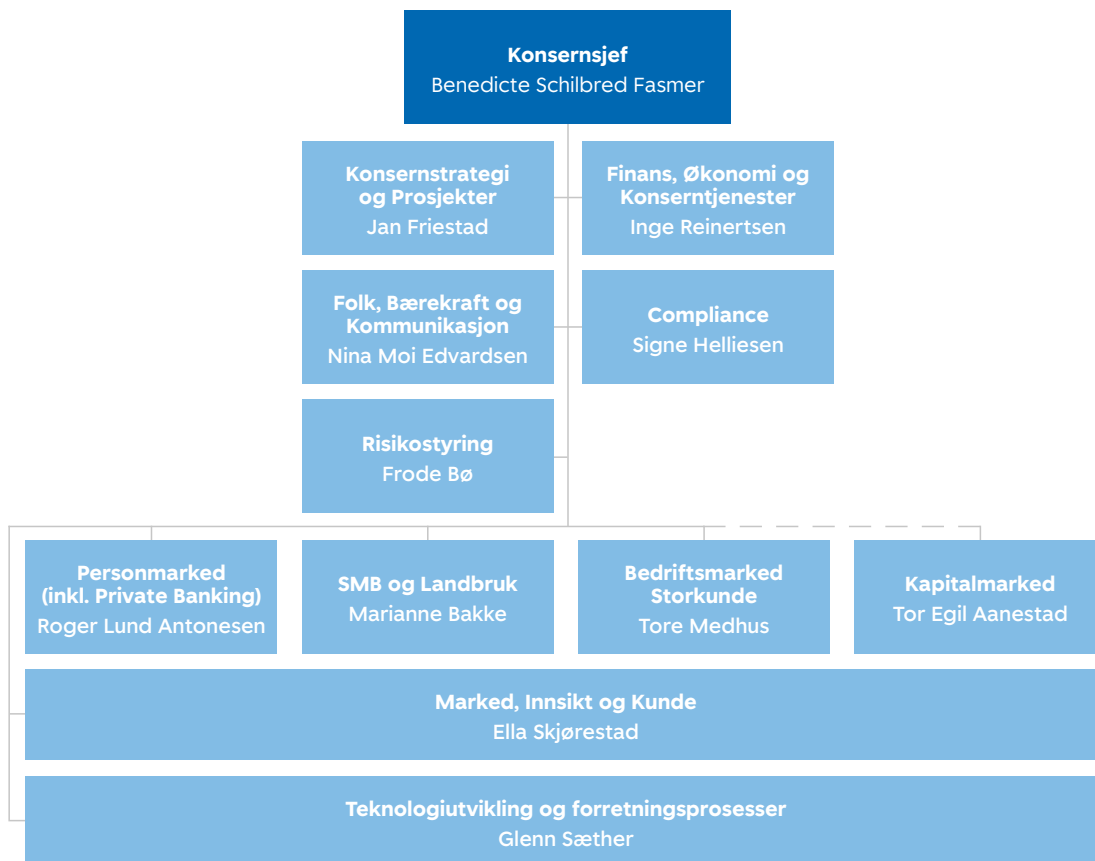 Konsernsjef
Benedicte Schilbred Fasmer
Konsernstrategi
og Prosjekter
Jan Friestad
Finans, Økonomi og
Konserntjenester
Inge Reinertsen
Folk, Bærekraft og
Kommunikasjon
Nina Moi Edvardsen
Compliance
Signe Helliesen
Risikostyring
Frode Bø
Personmarked
(inkl. Private Banking)
Roger Lund Antonesen
SMB og Landbruk
Marianne Bakke
Bedriftsmarked
Storkunde
Tore Medhus
Kapitalmarked
Tor Egil Aanestad
Marked, Innsikt og Kunde
Ella Skjørestad
Teknologiutvikling og forretningsprosesser
Glenn Sæther